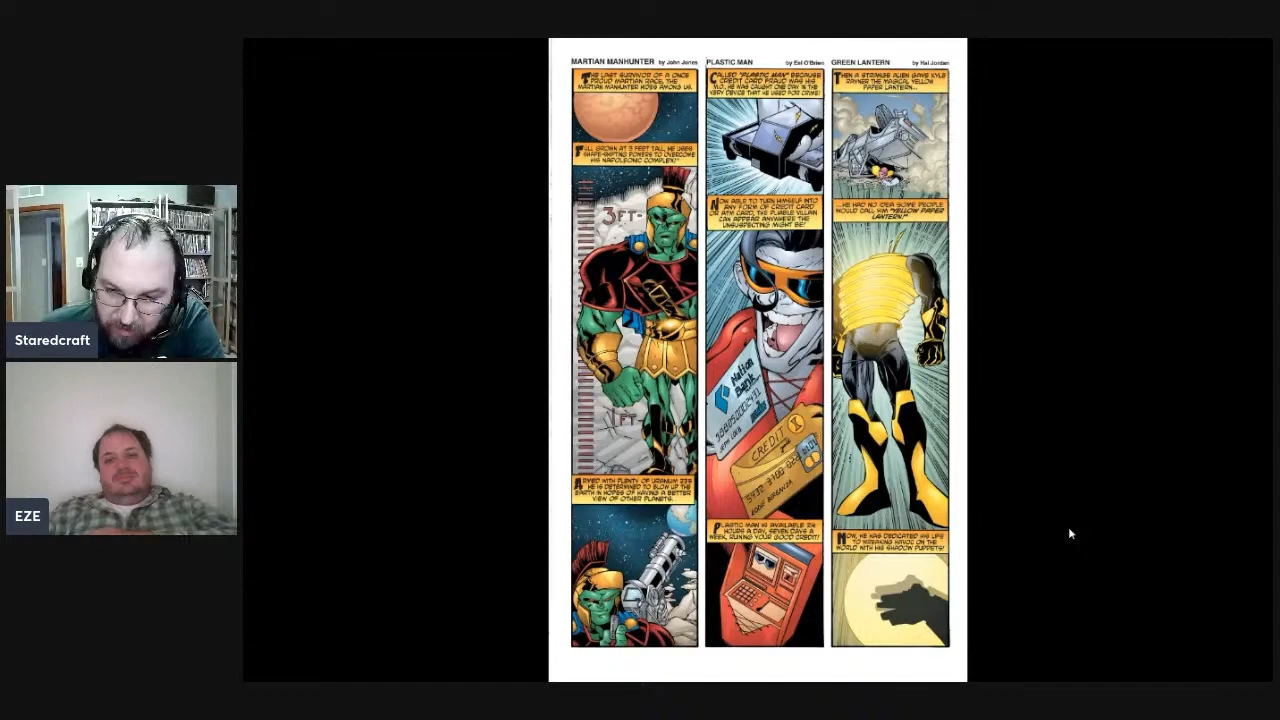 MARTIAN MANHUNTER by John Jones
THE LAST SURVIVOR OF A ONCE
PROUD MARTIAN RACE, THE
MARTIAN MANHUNTER HIDES AMONG US.
FULL GROWN AT 3 FEET TALL, HE USES
SHAPE-SHIFTING POWERS TO OVERCOME
HIS NAPOLEONIC COMPLEX!
3FT-
1FT-
ARMED WITH PLENTY OF URANIUM 235
HE IS DETERMINED TO BLOW UP THE
EARTH IN HOPES OF HAVING A BETTER
VIEW OF OTHER PLANETS.
PLASTIC MAN by Eel O'Brien
CALLED "PLASTIC MAN" BECAUSE
CREDIT CARD FRAUD WAS HIS
M.O., HE WAS CAUGHT ONE DAY IN THE
VERY DEVICE THAT HE USED FOR CRIME!
NOW ABLE TO TURN HIMSELF INTO
ANY FORM OF CREDIT CARD
OR ATM CARD, THE PLIABLE VILLAIN
CAN APPEAR ANYWHERE THE
UNSUSPECTING MIGHT BE!
Nation
Bank
CREDIT
PLASTIC MAN IS AVAILABLE 24
HOURS A DAY, SEVEN DAYS A
WEEK, RUINING YOUR GOOD CREDIT!
GREEN LANTERN by Hal Jordan
THEN A STRANGE ALIEN GAVE KYLE
RAYNER THE MAGICAL YELLOW
PAPER LANTERN...
...HE HAD NO IDEA SOME PEOPLE
WOULD CALL HIM "YELLOW PAPER
LANTERN!"
NOW, HE HAS DEDICATED HIS LIFE
TO WREAKING HAVOC ON THE
WORLD WITH HIS SHADOW PUPPETS!
Staredcraft
EZE